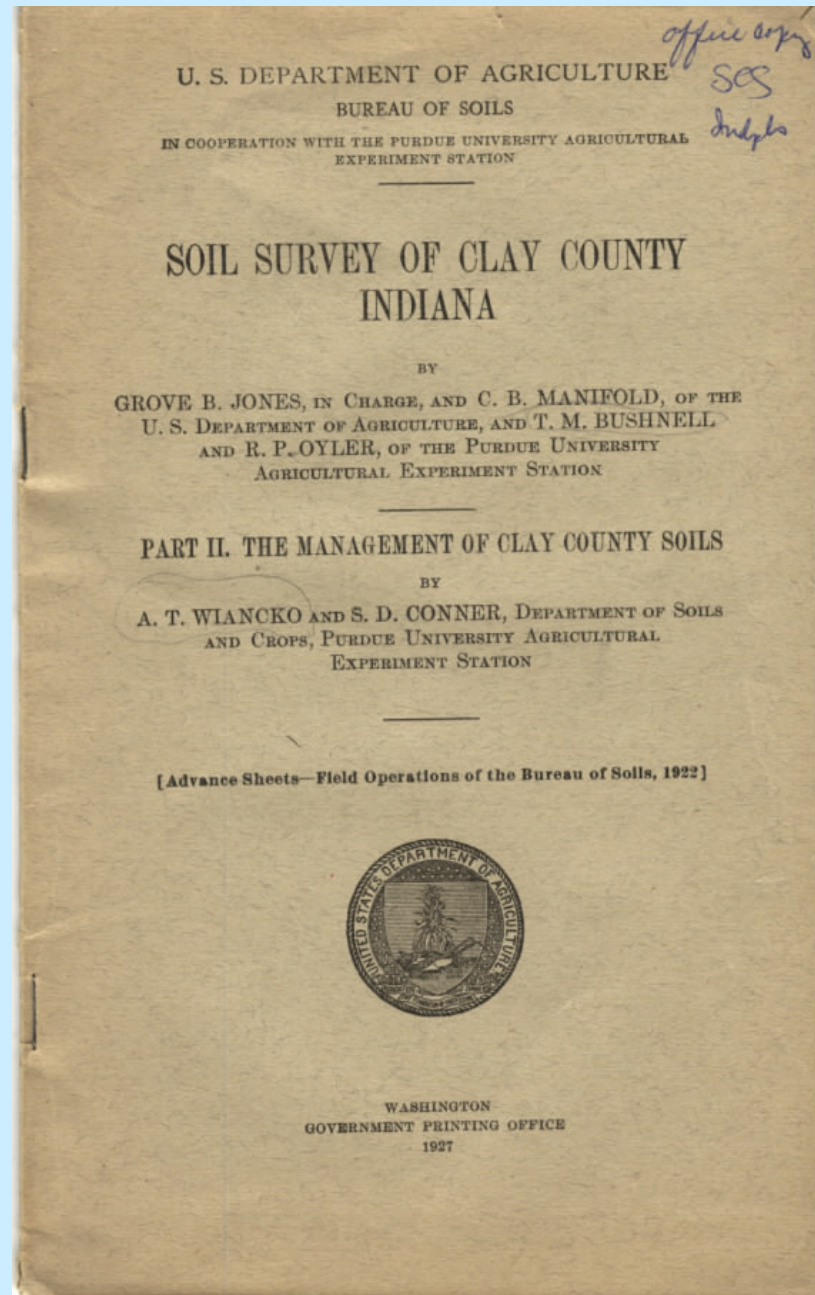 office copy
SCS
Indpls
U. S. DEPARTMENT OF AGRICULTURE
BUREAU OF SOILS
IN COOPERATION WITH THE PURDUE UNIVERSITY AGRICULTURAL
EXPERIMENT STATION
SOIL SURVEY OF CLAY COUNTY
INDIANA
BY
GROVE B. JONES, IN CHARGE, AND C. B. MANIFOLD, OF THE
U. S. DEPARTMENT OF AGRICULTURE, AND T. M. BUSHNELL
AND R. P. OYLER, OF THE PURDUE UNIVERSITY
AGRICULTURAL EXPERIMENT STATION
PART II. THE MANAGEMENT OF CLAY COUNTY SOILS
BY
A. T. WIANCKO AND S. D. CONNER, DEPARTMENT OF SOILS
AND CROPS, PURDUE UNIVERSITY AGRICULTURAL
EXPERIMENT STATION
[Advance Sheets—Field Operations of the Bureau of Soils, 1922]
UNITED STATES DEPARTMENT OF AGRICULTURE
WASHINGTON
GOVERNMENT PRINTING OFFICE
1927